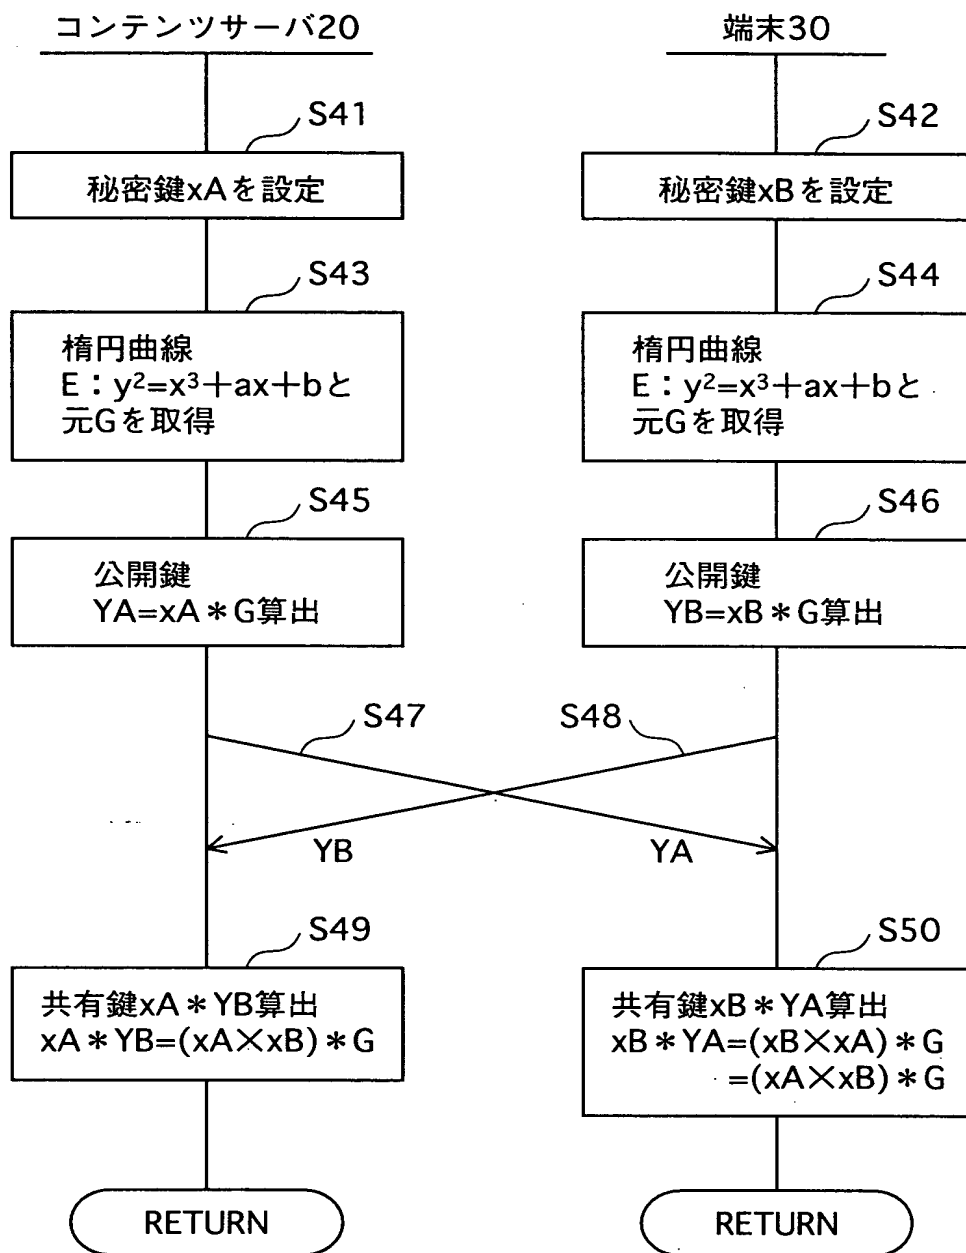 コンテンツサーバ20
端末30
S41
S42
秘密鍵xAを設定
秘密鍵xBを設定
S43
S44
楕円曲線
E：y²=x³＋ax＋bと
元Gを取得
楕円曲線
E：y²=x³＋ax＋bと
元Gを取得
S45
S46
公開鍵
YA=xA＊G算出
公開鍵
YB=xB＊G算出
S47
S48
YB
YA
S49
S50
共有鍵xA＊YB算出
xA＊YB=(xA×xB)＊G
共有鍵xB＊YA算出
xB＊YA=(xB×xA)＊G
=(xA×xB)＊G
RETURN
RETURN